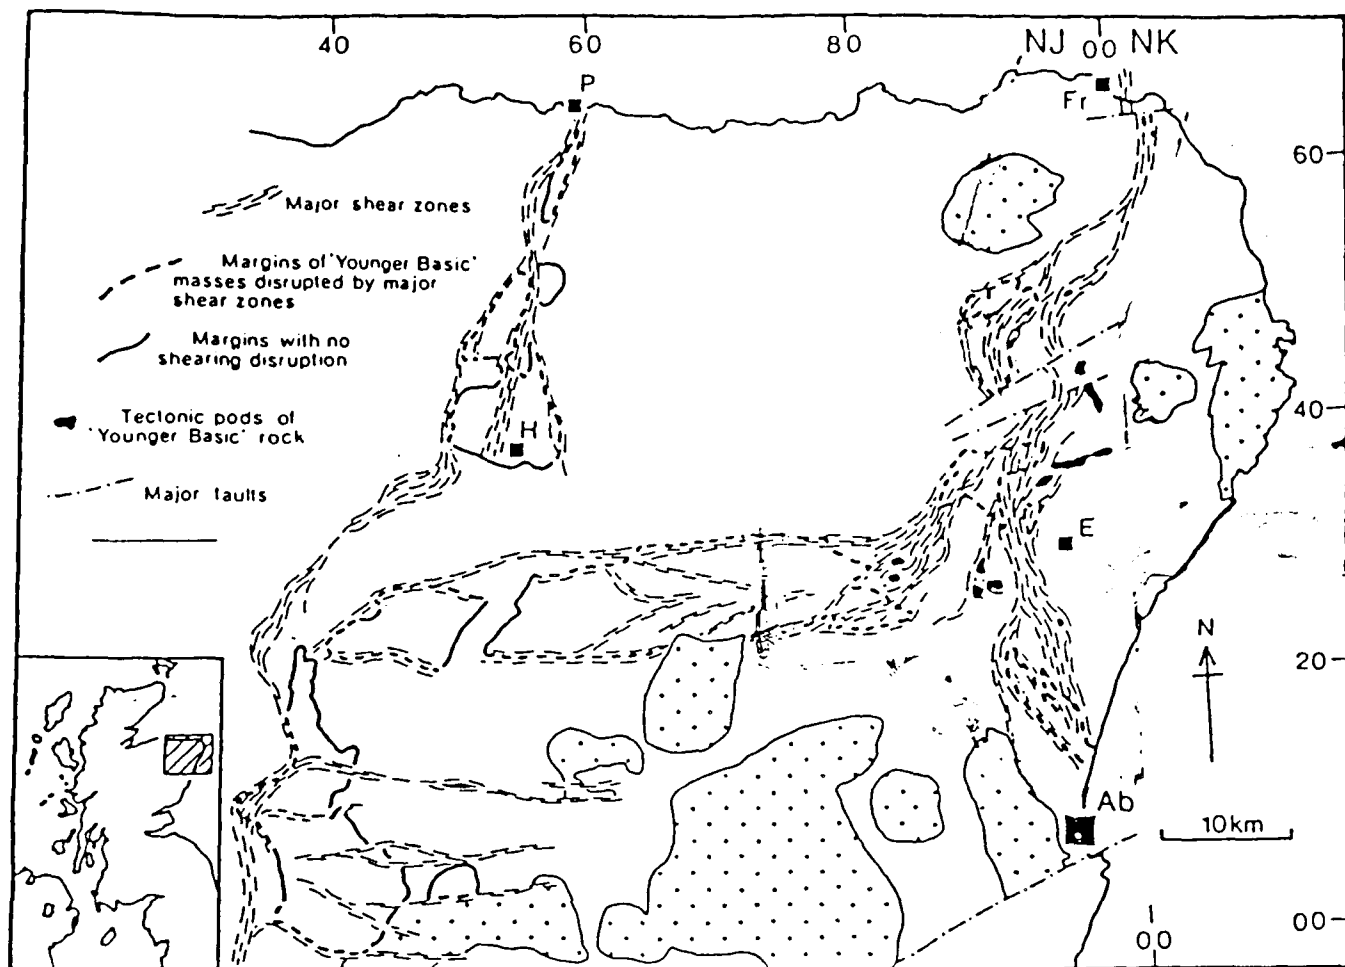 40 60 80 NJ 00 NK
P
Fr
60
Major shear zones
Margins of 'Younger Basic'
masses disrupted by major
shear zones
Margins with no
shearing disruption
40
Tectonic pods of
'Younger Basic' rock
H
Major faults
E
N
20
Ab
10km
00
00